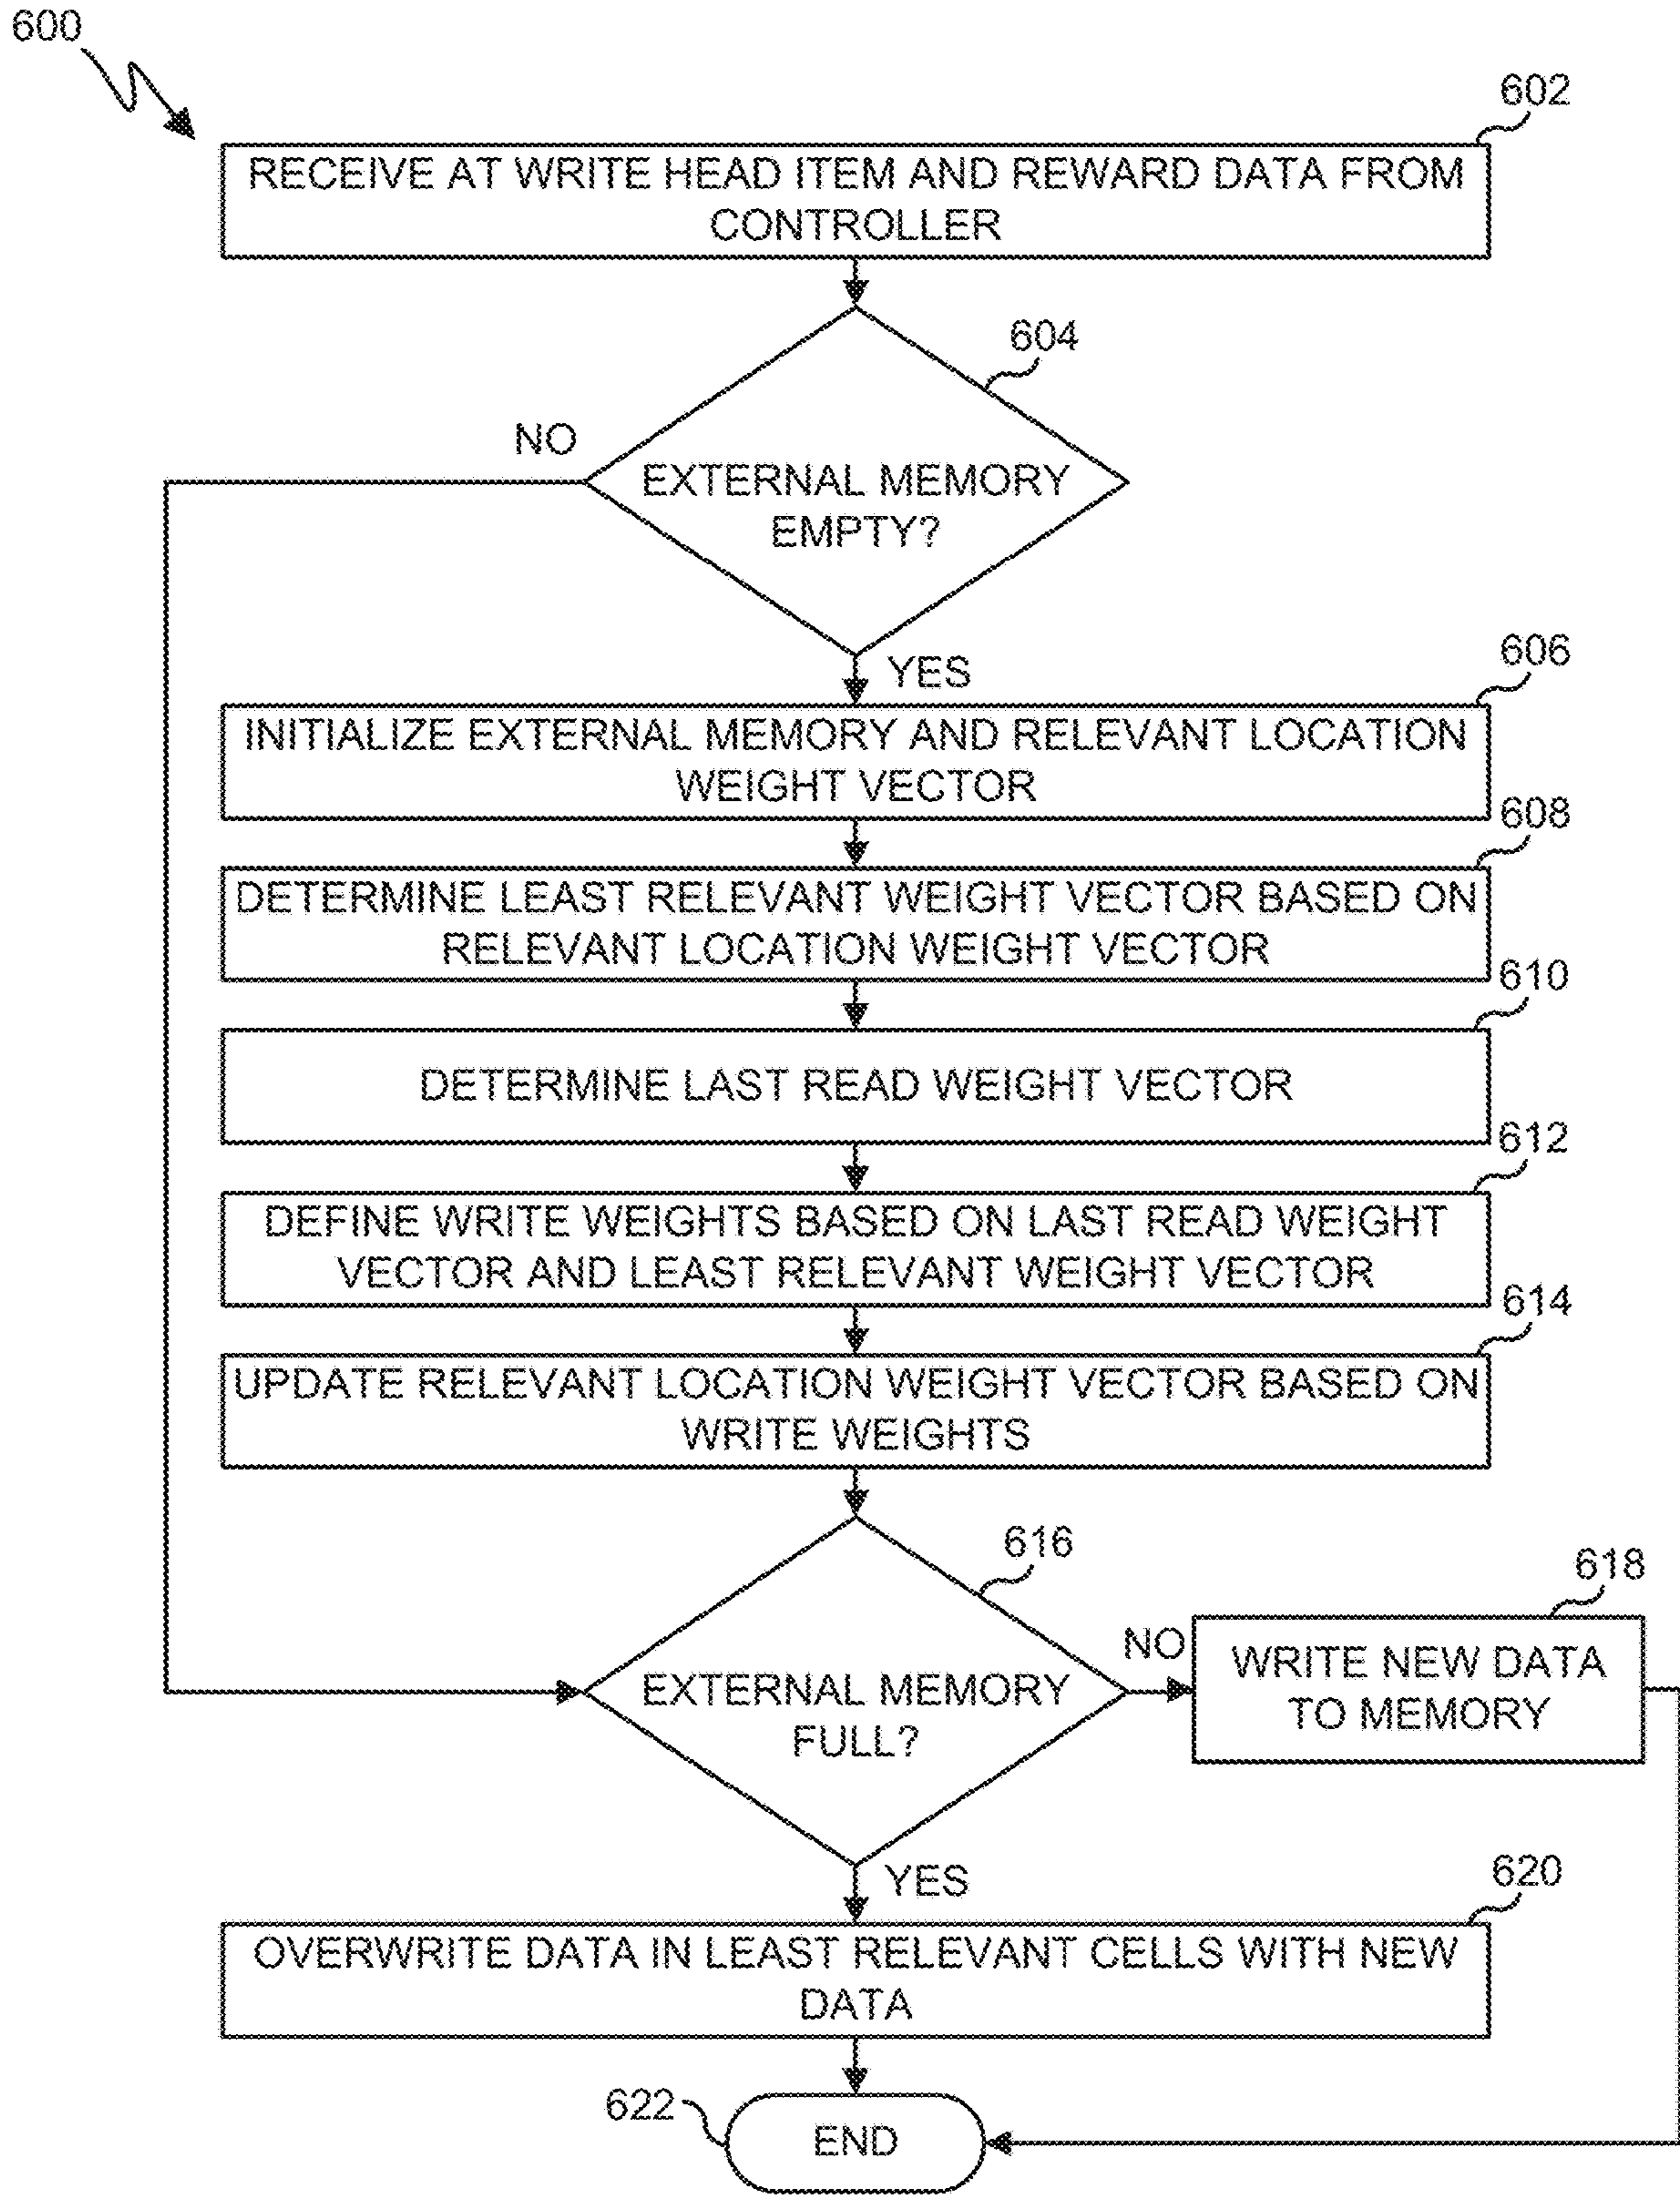 600
602
RECEIVE AT WRITE HEAD ITEM AND REWARD DATA FROM
CONTROLLER
604
NO
EXTERNAL MEMORY
EMPTY?
YES
606
INITIALIZE EXTERNAL MEMORY AND RELEVANT LOCATION
WEIGHT VECTOR
608
DETERMINE LEAST RELEVANT WEIGHT VECTOR BASED ON
RELEVANT LOCATION WEIGHT VECTOR
610
DETERMINE LAST READ WEIGHT VECTOR
612
DEFINE WRITE WEIGHTS BASED ON LAST READ WEIGHT
VECTOR AND LEAST RELEVANT WEIGHT VECTOR
614
UPDATE RELEVANT LOCATION WEIGHT VECTOR BASED ON
WRITE WEIGHTS
616
618
NO
EXTERNAL MEMORY
FULL?
WRITE NEW DATA
TO MEMORY
YES
620
OVERWRITE DATA IN LEAST RELEVANT CELLS WITH NEW
DATA
622
END